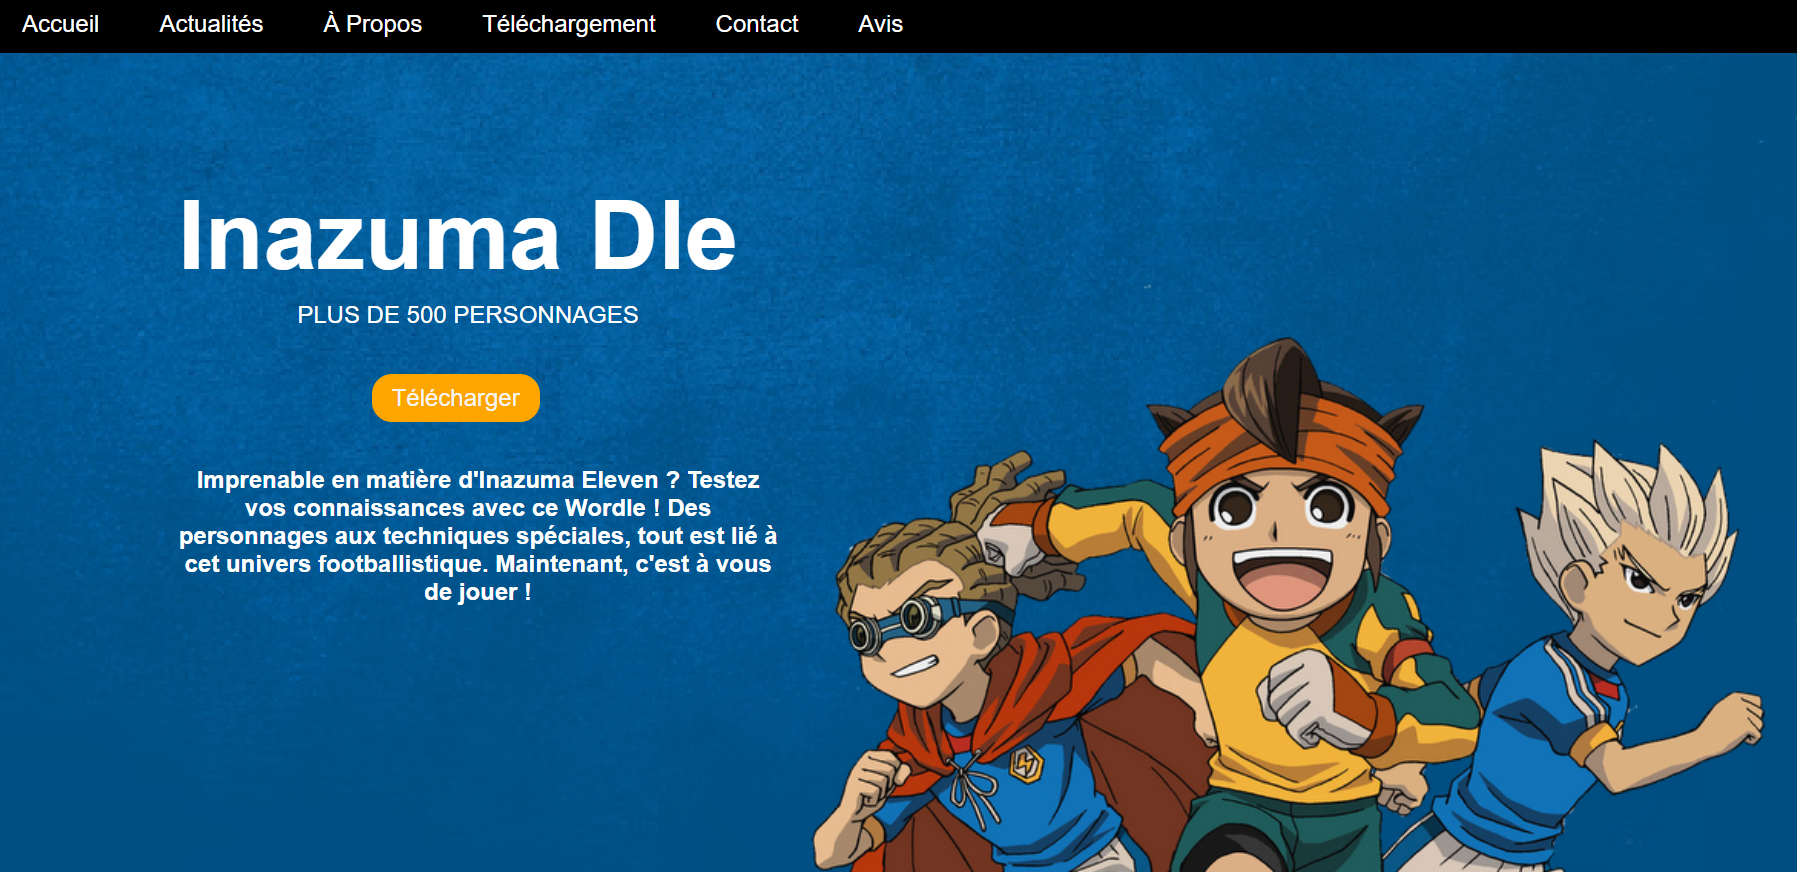 Accueil Actualités À Propos Téléchargement Contact Avis
Inazuma Dle
PLUS DE 500 PERSONNAGES
Télécharger
Imprenable en matière d'Inazuma Eleven ? Testez
vos connaissances avec ce Wordle ! Des
personnages aux techniques spéciales, tout est lié à
cet univers footballistique. Maintenant, c'est à vous
de jouer !